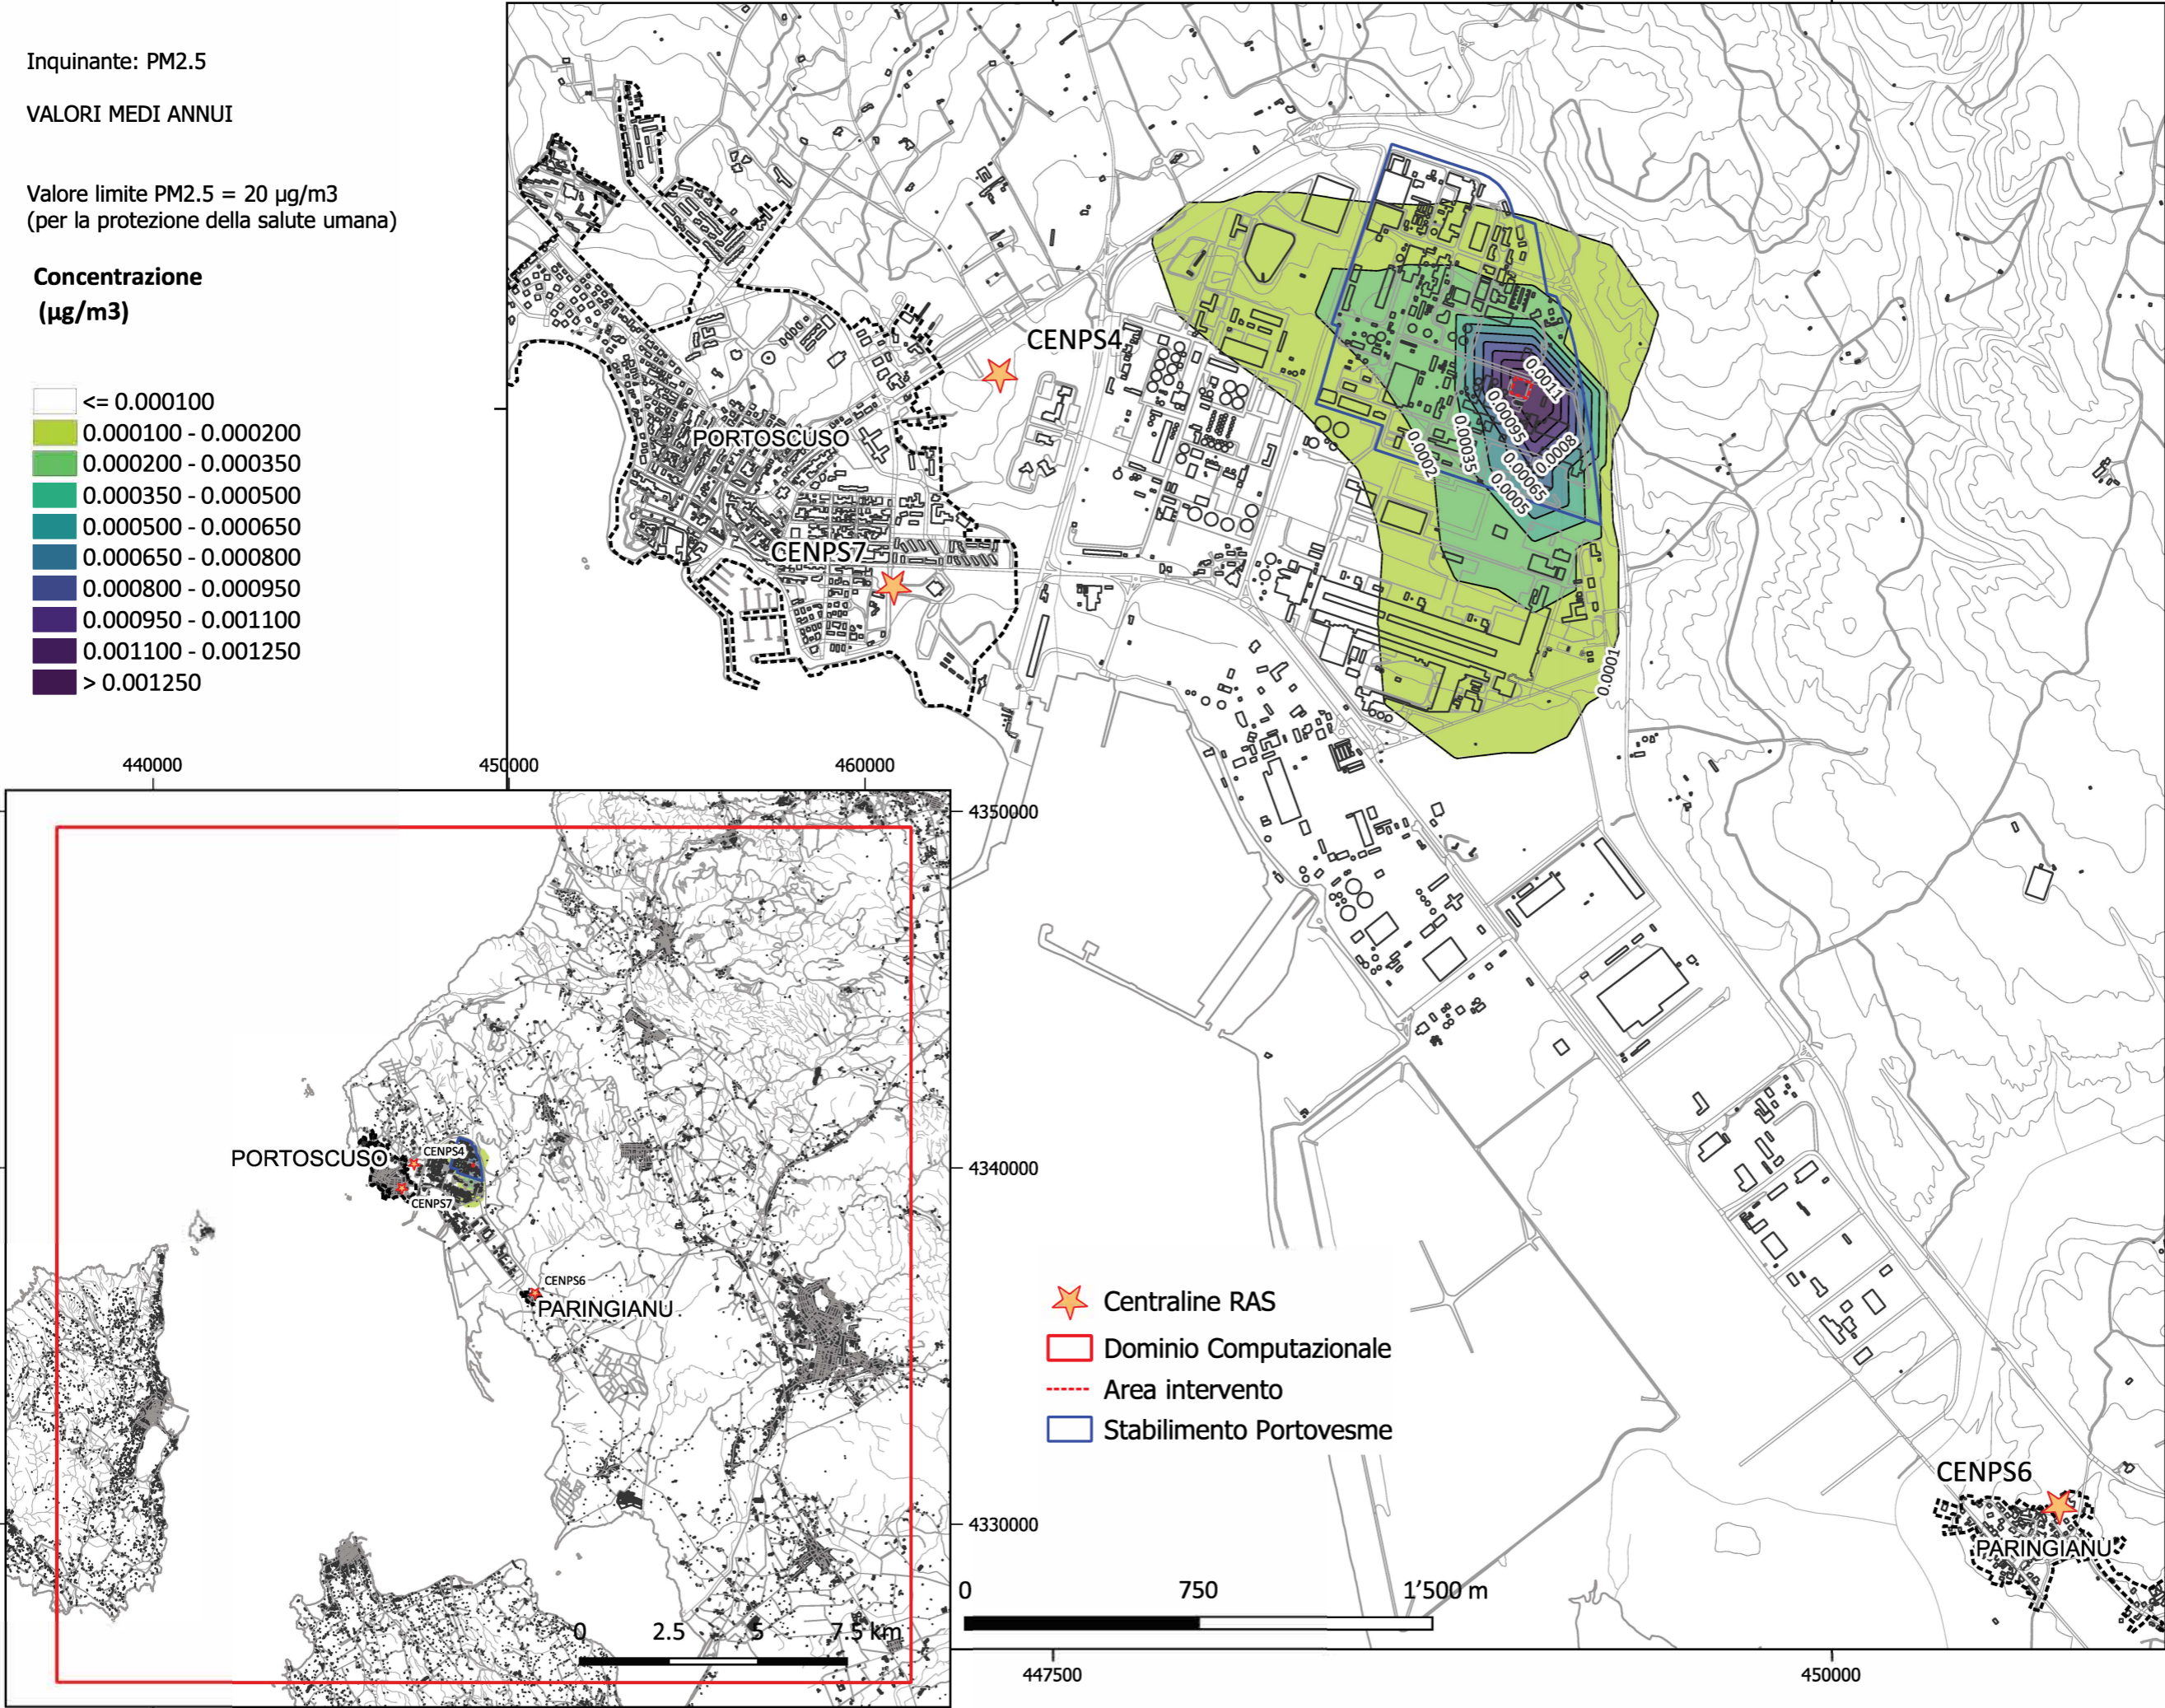 Inquinante: PM2.5
VALORI MEDI ANNUI
Valore limite PM2.5 = 20 µg/m3
(per la protezione della salute umana)
Concentrazione
(µg/m3)
<= 0.000100
0.000100 - 0.000200
0.000200 - 0.000350
0.000350 - 0.000500
0.000500 - 0.000650
0.000650 - 0.000800
0.000800 - 0.000950
0.000950 - 0.001100
0.001100 - 0.001250
> 0.001250
CENPS4
PORTOSCUSO
CENPS7
0.0011
0.00095
0.0008
0.00065
0.0005
0.00035
0.0002
0.0001
440000
450000
460000
4350000
4340000
4330000
PORTOSCUSO
CENPS4
CENPS7
CENPS6
PARINGIANU
0 2.5 5 7.5 km
Centraline RAS
Dominio Computazionale
Area intervento
Stabilimento Portovesme
CENPS6
PARINGIANU
0 750 1'500 m
447500
450000